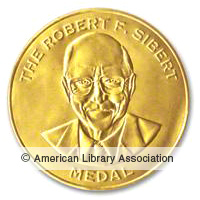 THE ROBERT F. SIBERT
© American Library Association
MEDAL